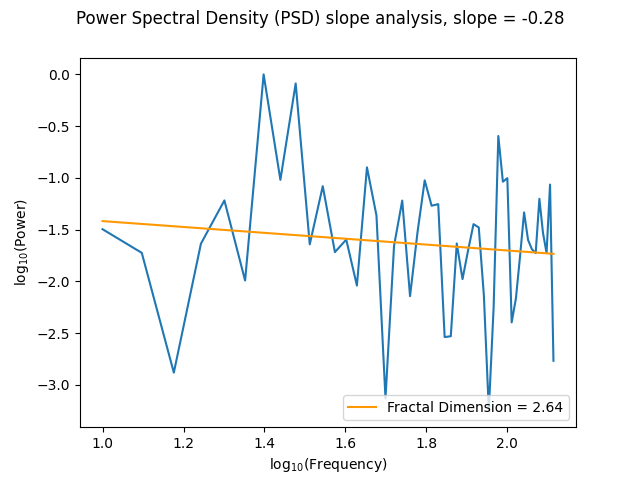 Power Spectral Density (PSD) slope analysis, slope = -0.28
log₁₀(Power)
0.0
−0.5
−1.0
−1.5
−2.0
−2.5
−3.0
Fractal Dimension = 2.64
1.0 1.2 1.4 1.6 1.8 2.0
log₁₀(Frequency)